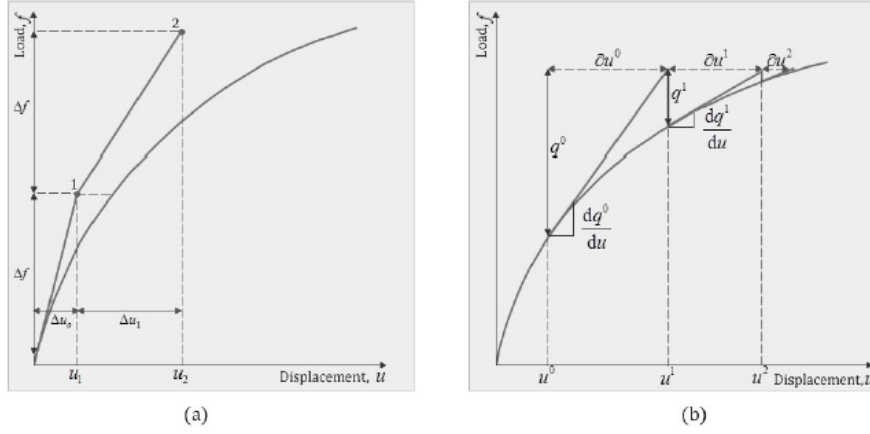 Load, f
2
Δf
1
Δf
Δu₀
Δu₁
u₁
u₂
Displacement, u
(a)
Load, f
∂u⁰
∂u¹
∂u²
q¹
dq¹
du
q⁰
dq⁰
du
u⁰
u¹
u²
Displacement, u
(b)